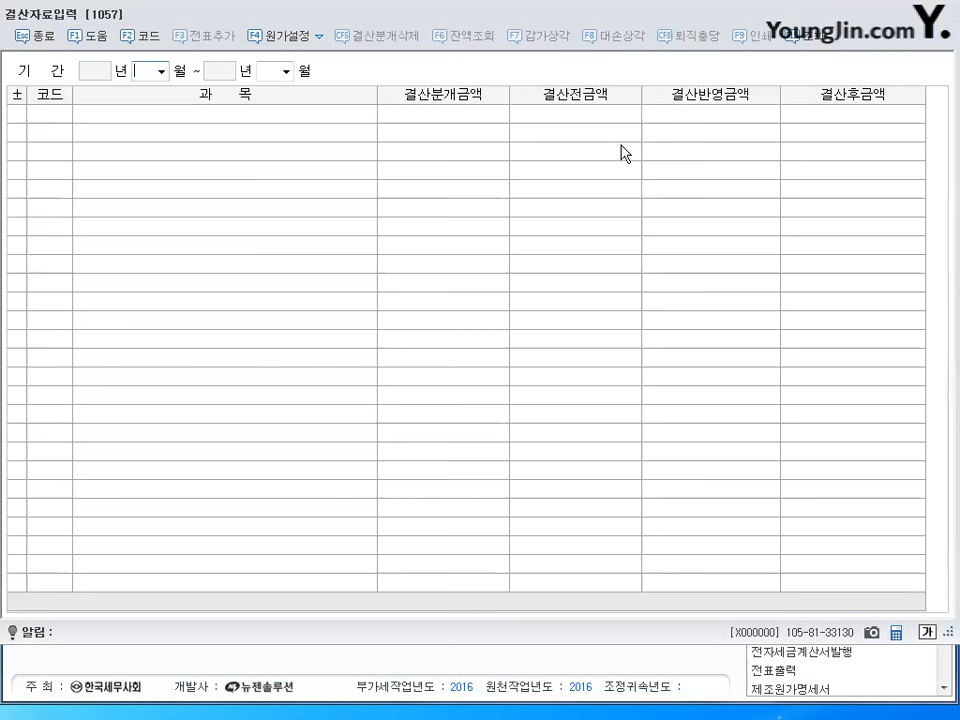 결산자료입력 [1057]
Esc 종료 F1 도움 F2 코드 F3 전표추가 F4 원가설정 CF5 결산분개삭제 F6 잔액조회 F7 감가상각 F8 대손상각 CF8 퇴직충당 F9 인쇄
YoungJin.com Y.
기 간 년 월 ~ 년 월
± 코드 과 목 결산분개금액 결산전금액 결산반영금액 결산후금액
알림 : [X000000] 105-81-33130 가
전자세금계산서발행
전표출력
제조원가명세서
주 최 : 한국세무사회 개발사 : 뉴젠솔루션 부가세작업년도 : 2016 원천작업년도 : 2016 조정귀속년도 :